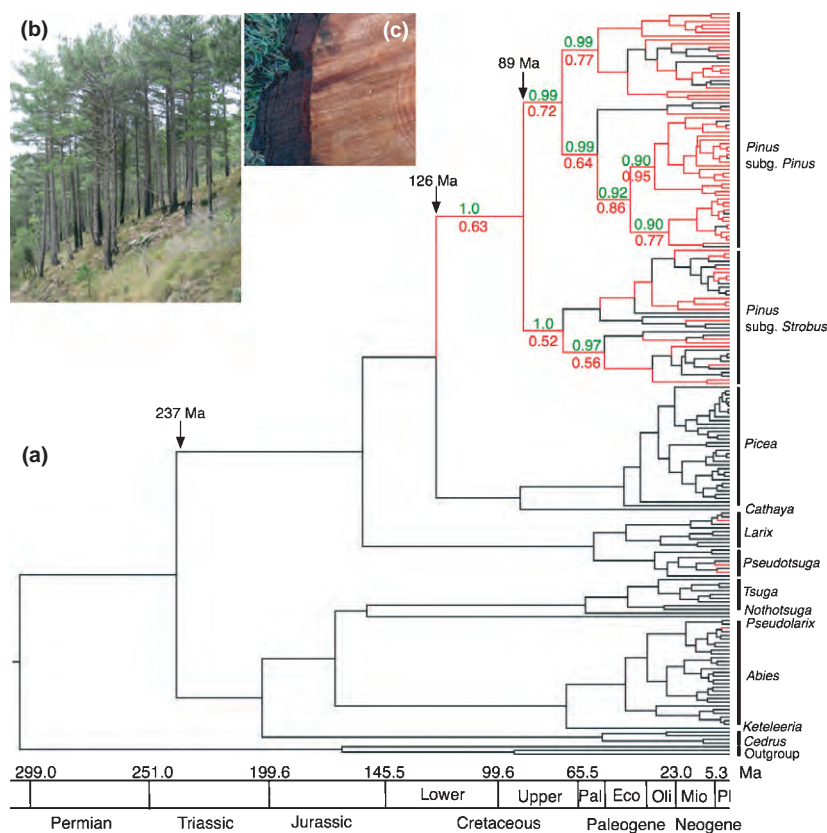 (b)
(c)
(a)
237 Ma
126 Ma
89 Ma
1.0
0.63
0.99
0.72
0.99
0.77
0.99
0.64
0.92
0.86
0.90
0.95
0.90
0.77
1.0
0.52
0.97
0.56
Pinus
subg. Pinus
Pinus
subg. Strobus
Picea
Cathaya
Larix
Pseudotsuga
Tsuga
Nothotsuga
Pseudolarix
Abies
Keteleeria
Cedrus
Outgroup
299.0 251.0 199.6 145.5 99.6 65.5 23.0 5.3 Ma
Lower Upper Pal Eco Oli Mio Pl
Permian Triassic Jurassic Cretaceous Paleogene Neogene